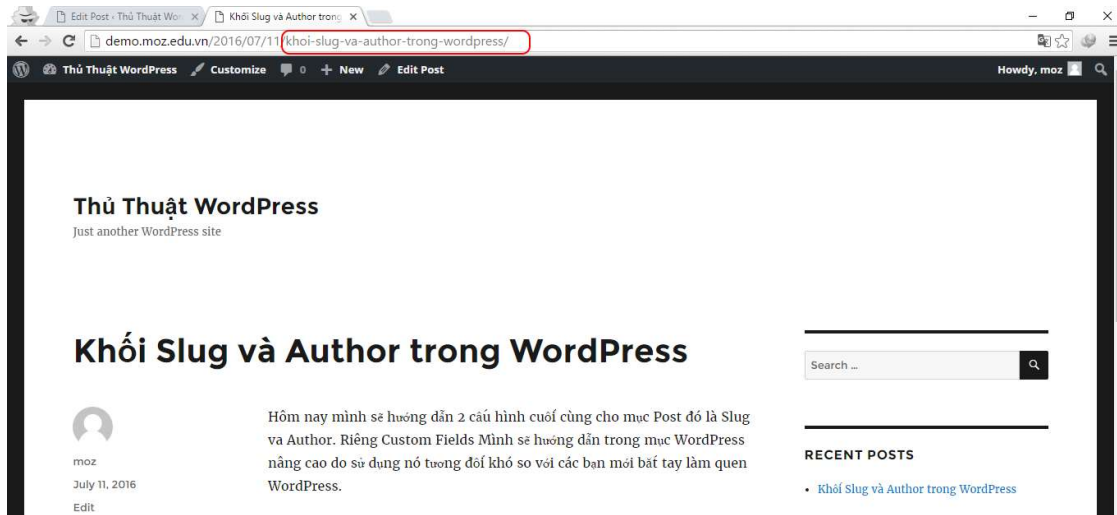 Edit Post ‹ Thủ Thuật Wor
Khối Slug và Author trong
demo.moz.edu.vn/2016/07/11/khoi-slug-va-author-trong-wordpress/
Thủ Thuật WordPress Customize 0 + New Edit Post Howdy, moz
Thủ Thuật WordPress
Just another WordPress site
Khối Slug và Author trong WordPress
moz
July 11, 2016
Edit
Hôm nay mình sẽ hướng dẫn 2 cấu hình cuối cùng cho mục Post đó là Slug
va Author. Riêng Custom Fields Mình sẽ hướng dẫn trong mục WordPress
nâng cao do sử dụng nó tương đối khó so với các bạn mới bắt tay làm quen
WordPress.
Search ...
RECENT POSTS
• Khối Slug và Author trong WordPress